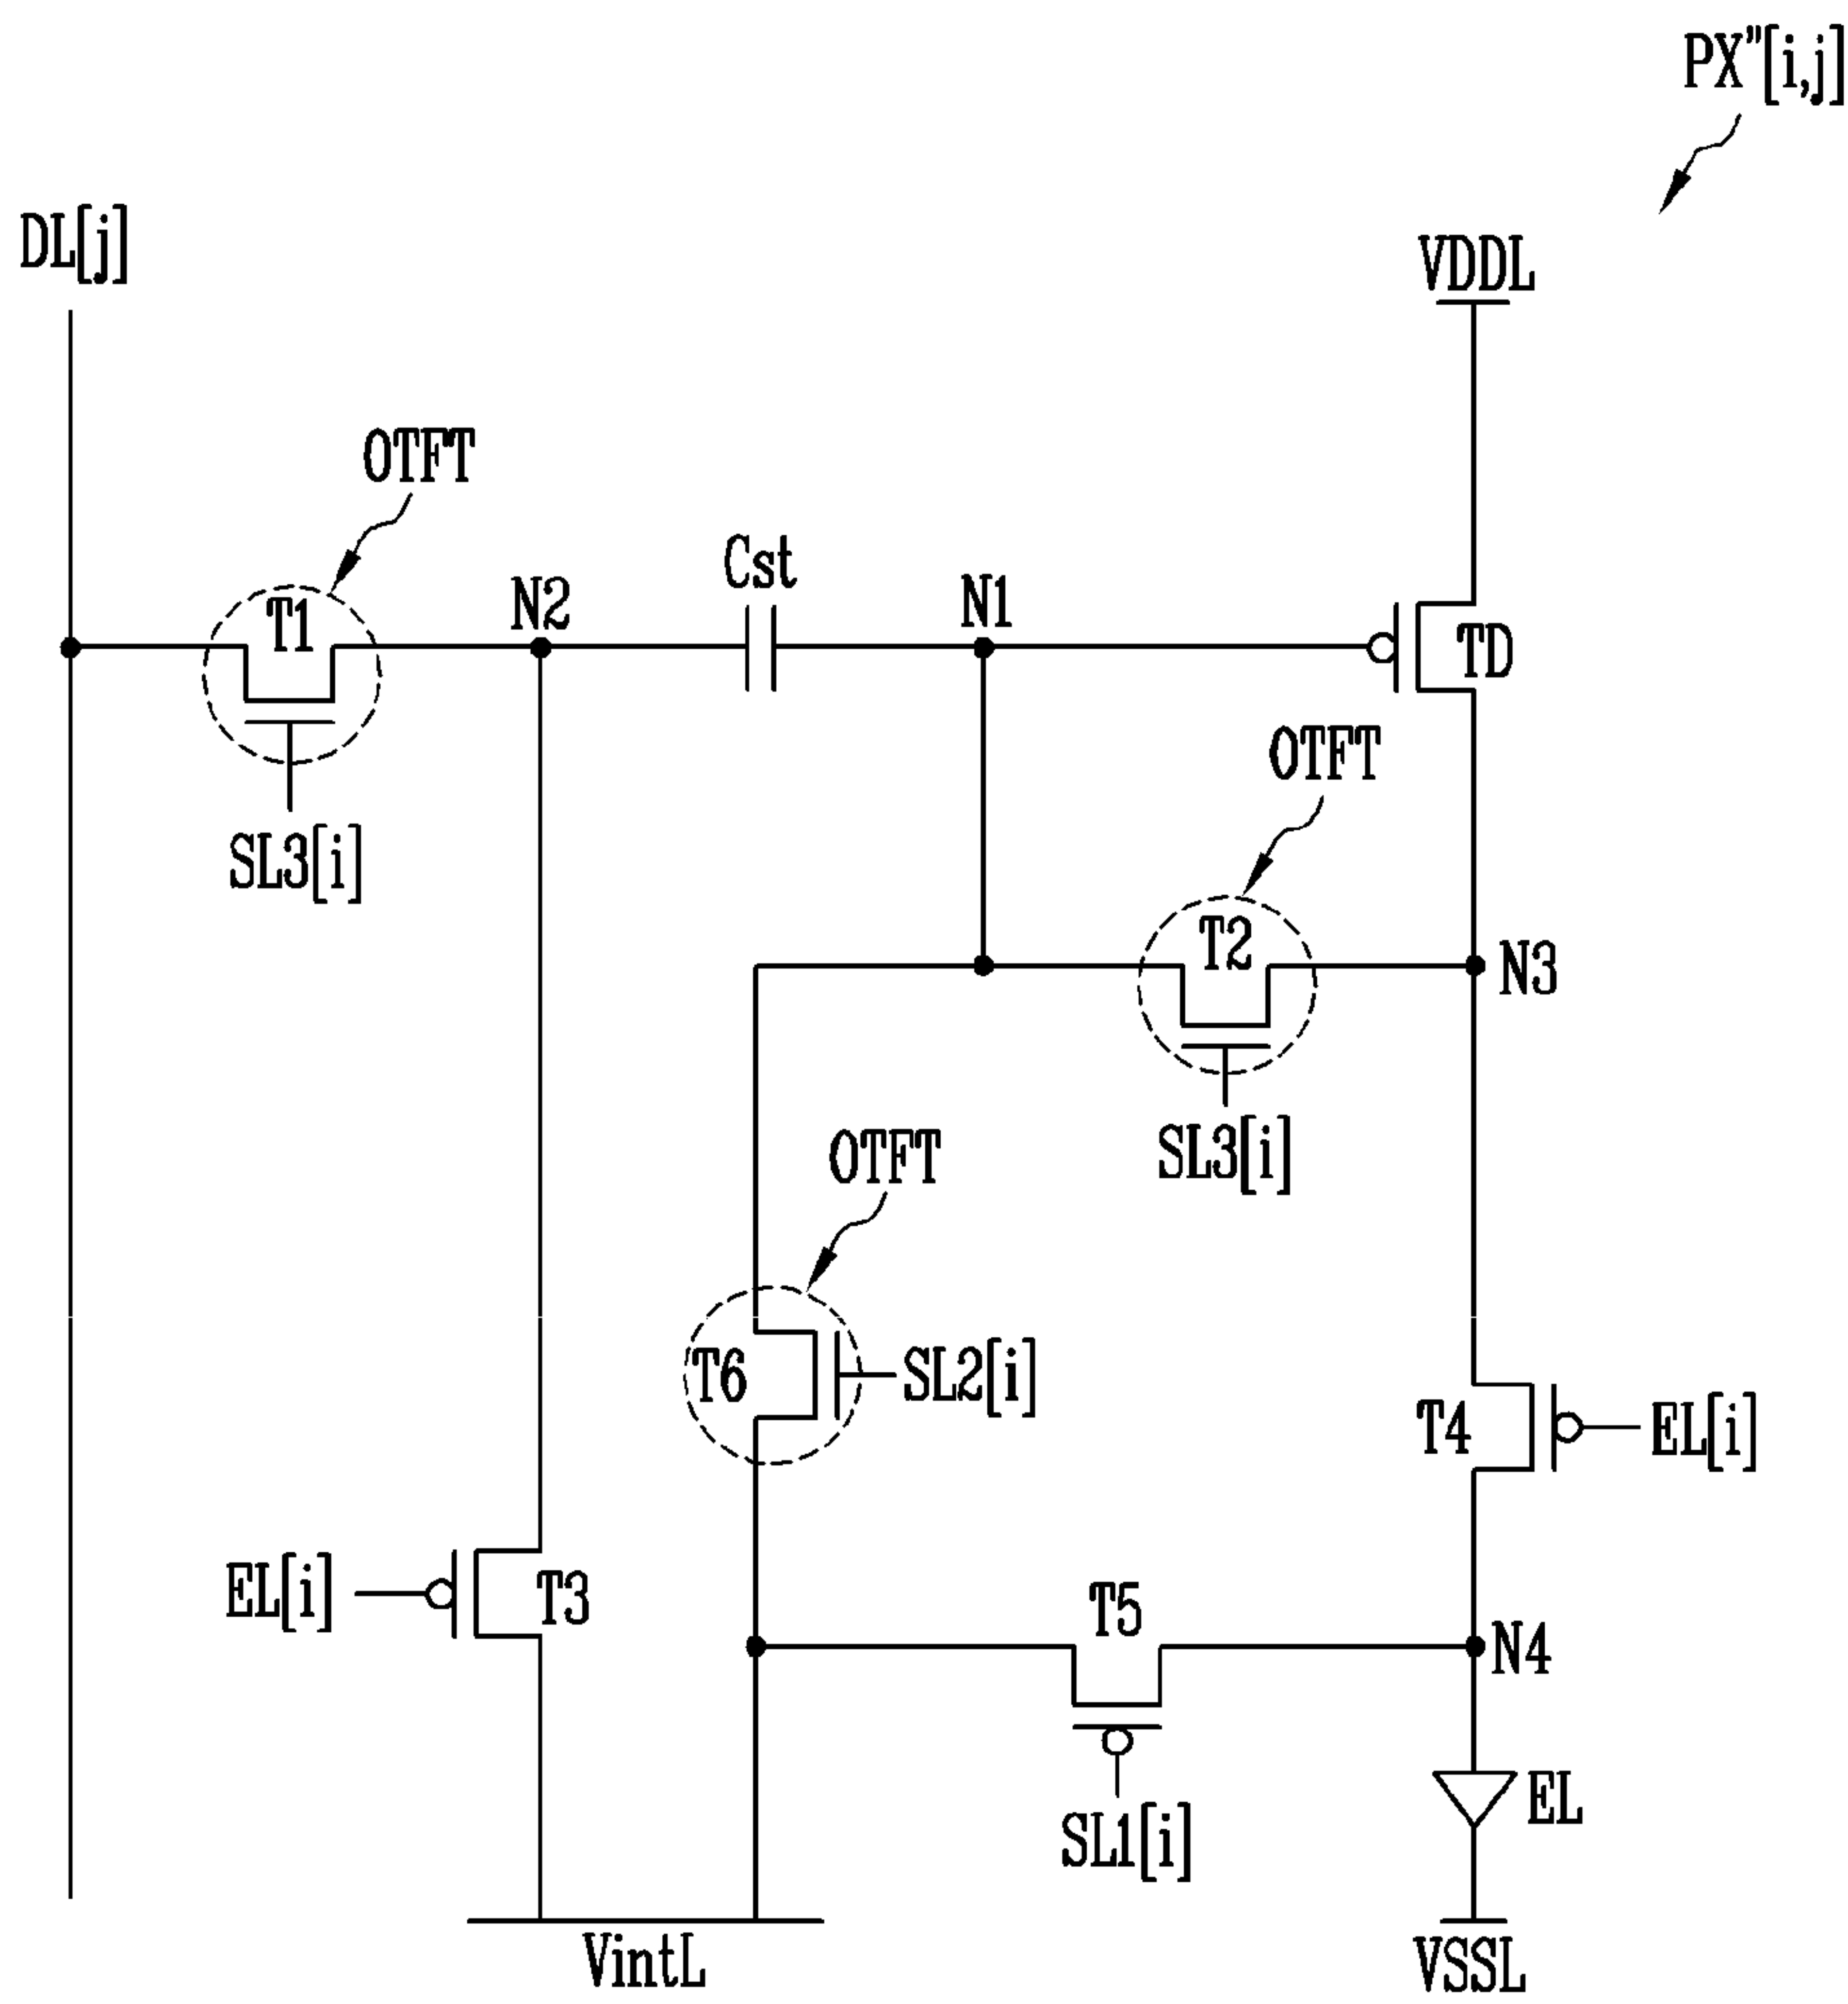 PX"[i,j]
DL[j]
VDDL
OTFT
Cst
N2
N1
T1
TD
OTFT
SL3[i]
T2
N3
OTFT
SL3[i]
T6
SL2[i]
T4
EL[i]
EL[i]
T3
T5
N4
EL
SL1[i]
VintL
VSSL